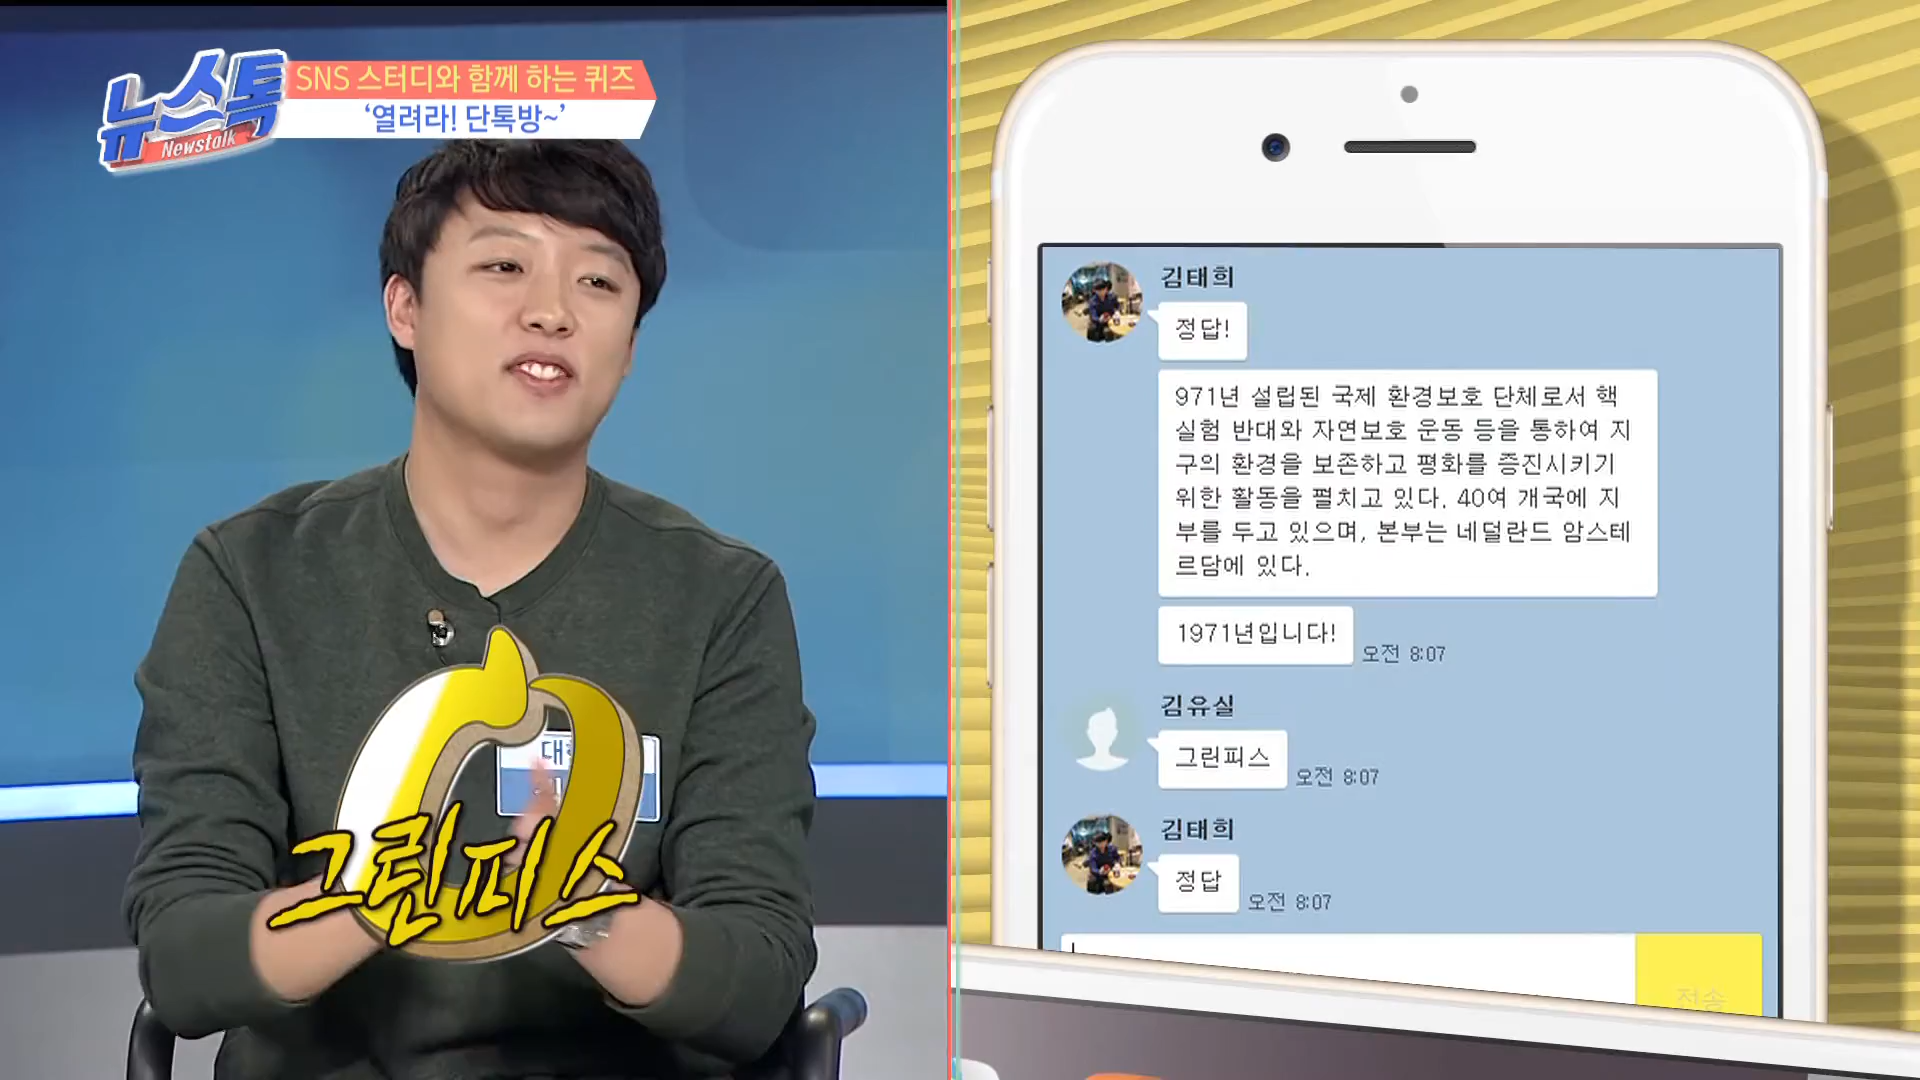 뉴스톡
Newstalk
SNS 스터디와 함께 하는 퀴즈
‘열려라! 단톡방~’
그린피스
김태희
정답!
971년 설립된 국제 환경보호 단체로서 핵
실험 반대와 자연보호 운동 등을 통하여 지
구의 환경을 보존하고 평화를 증진시키기
위한 활동을 펼치고 있다. 40여 개국에 지
부를 두고 있으며, 본부는 네덜란드 암스테
르담에 있다.
1971년입니다!
오전 8:07
김유실
그린피스
오전 8:07
김태희
정답
오전 8:07
전송